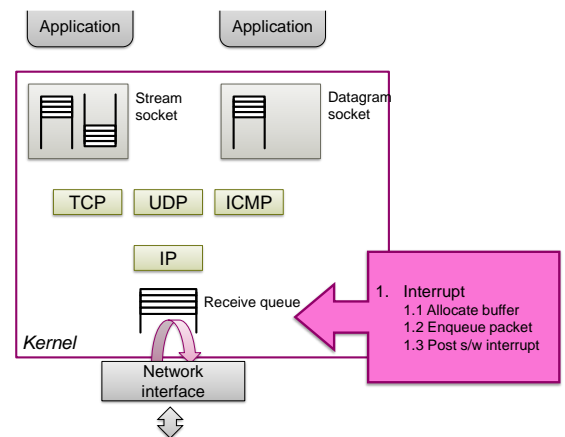 Application
Application
Stream
socket
Datagram
socket
TCP
UDP
ICMP
IP
Receive queue
1. Interrupt
1.1 Allocate buffer
1.2 Enqueue packet
1.3 Post s/w interrupt
Kernel
Network
interface